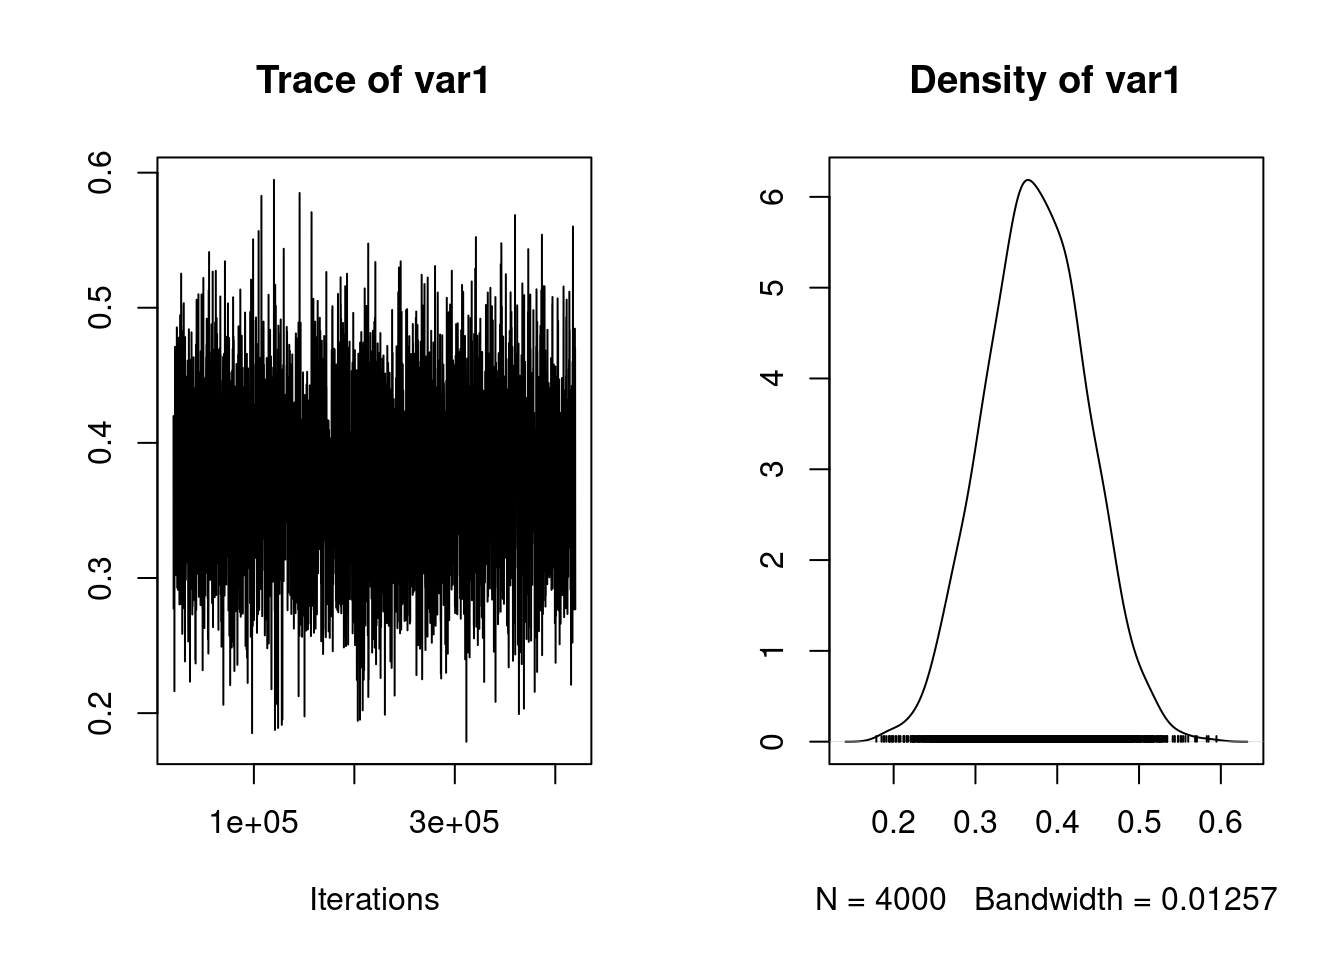 Trace of var1
0.6
0.5
0.4
0.3
0.2
1e+05 3e+05
Iterations
Density of var1
6
5
4
3
2
1
0
0.2 0.3 0.4 0.5 0.6
N = 4000 Bandwidth = 0.01257